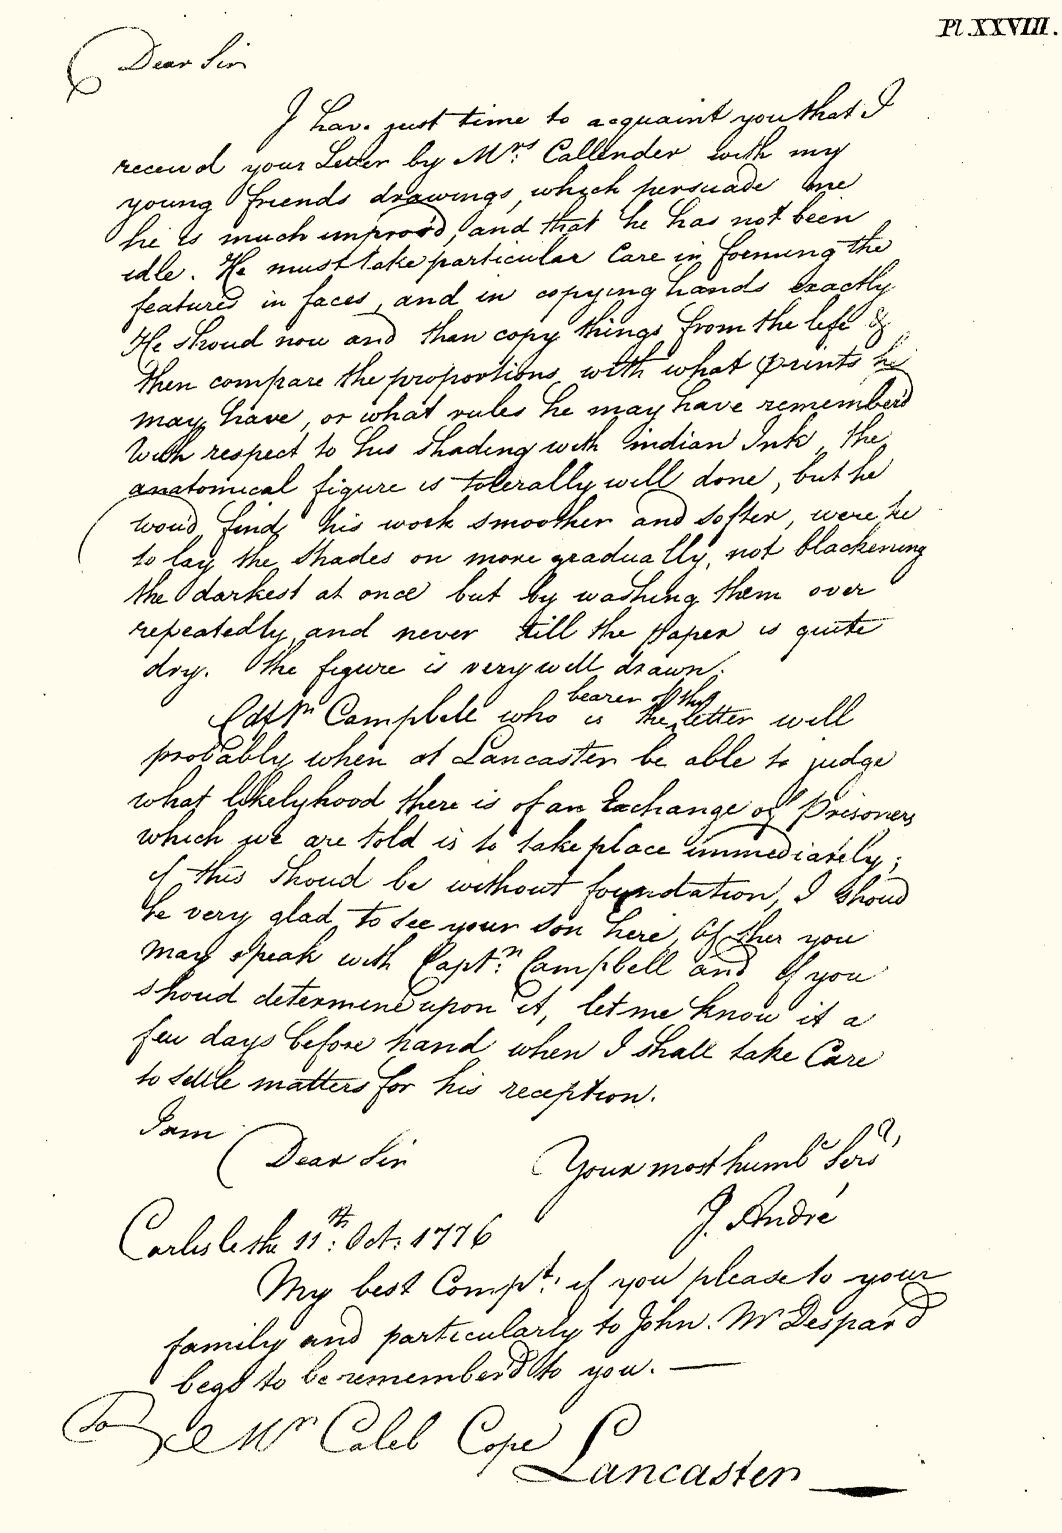 Pl. XXVIII.
Dear Sir
I have just time to acquaint you that I
receiv'd your Letter by Mrs. Callender with my
young friends drawings, which persuade me
he is much improv'd, and that he has not been
idle. He must take particular Care in forming the
features in faces, and in copying hands exactly
He shoud now and then copy things from the life &
then compare the proportions with what prints he
may have, or what rules he may have remember'd
With respect to his shading with indian Ink, the
anatomical figure is tolerally well done, but he
wou'd find his work smoother and softer, were he
to lay the shades on more gradually, not blackening
the darkest at once but by washing them over
repeatedly, and never till the paper is quite
dry. The figure is very well drawn.
Captn Campbell who is the bearer of this letter will
probably when at Lancaster be able to judge
what likelyhood there is of an Exchange of Prisoners
which we are told is to take place immediately;
if this shoud be without foundation, I shoud
be very glad to see your son here, Of this you
may speak with Captn. Campbell and if you
shoud determine upon it, let me know it a
few days before hand when I shall take Care
to settle matters for his reception.
I am
Dear Sir Your most humble Servt,
J. André
Carlisle the 11th: Oct: 1776
My best Compts. if you please to your
family and particularly to John. Mr Despard
begs to be remember'd to you. —
To Mr Caleb Cope
Lancaster